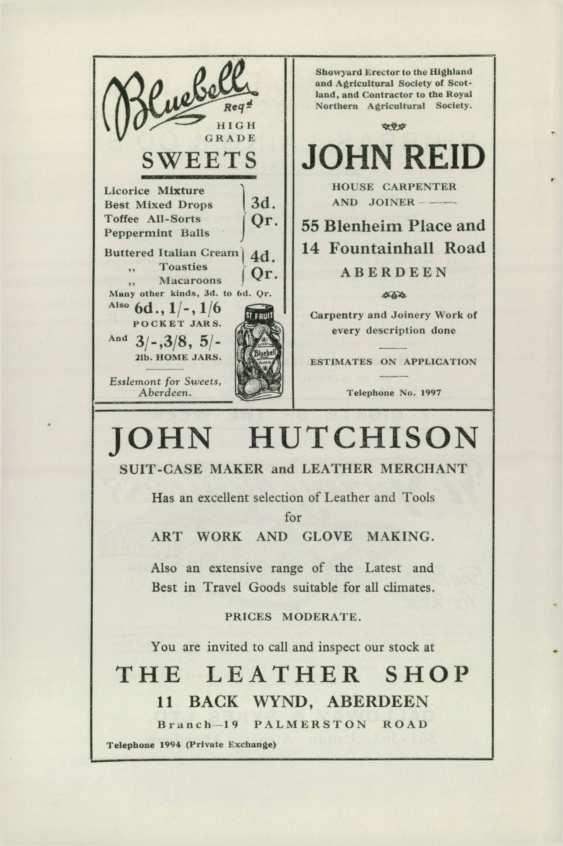 Bluebell
Regd
HIGH
GRADE
SWEETS
Licorice Mixture
Best Mixed Drops
Toffee All-Sorts
Peppermint Balls
3d.
Qr.
Buttered Italian Cream
,, Toasties
,, Macaroons
4d.
Qr.
Many other kinds, 3d. to 6d. Qr.
Also 6d., 1/-, 1/6
POCKET JARS.
And 3/-,3/8, 5/-
2lb. HOME JARS.
Esslemont for Sweets,
Aberdeen.
ST. FRUIT
Bluebell
Showyard Erector to the Highland
and Agricultural Society of Scot-
land, and Contractor to the Royal
Northern Agricultural Society.
JOHN REID
HOUSE CARPENTER
AND JOINER
55 Blenheim Place and
14 Fountainhall Road
ABERDEEN
Carpentry and Joinery Work of
every description done
ESTIMATES ON APPLICATION
Telephone No. 1997
JOHN HUTCHISON
SUIT-CASE MAKER and LEATHER MERCHANT
Has an excellent selection of Leather and Tools
for
ART WORK AND GLOVE MAKING.
Also an extensive range of the Latest and
Best in Travel Goods suitable for all climates.
PRICES MODERATE.
You are invited to call and inspect our stock at
THE LEATHER SHOP
11 BACK WYND, ABERDEEN
Branch—19 PALMERSTON ROAD
Telephone 1994 (Private Exchange)